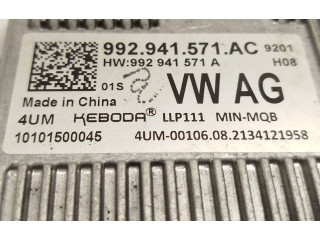 992.941.571.AC 9201
HW:992 941 571 A H08
01S
VW AG
Made in China
4UM KEBODA LLP111 MIN-MQB
10101500045 4UM-00106.08.2134121958